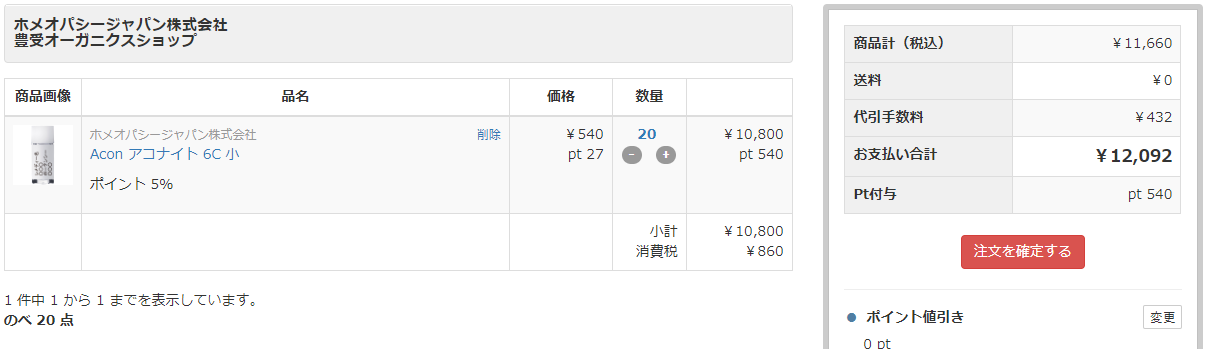 ホメオパシージャパン株式会社
豊受オーガニクスショップ
商品画像 品名 価格 数量
ホメオパシージャパン株式会社 削除 ￥540 20 ￥10,800
Acon アコナイト 6C 小 pt 27 － + pt 540
ポイント 5%
小計 ￥10,800
消費税 ￥860
1 件中 1 から 1 までを表示しています。
のべ 20 点
商品計（税込） ￥11,660
送料 ￥0
代引手数料 ￥432
お支払い合計 ￥12,092
Pt付与 pt 540
注文を確定する
ポイント値引き 変更
0 pt